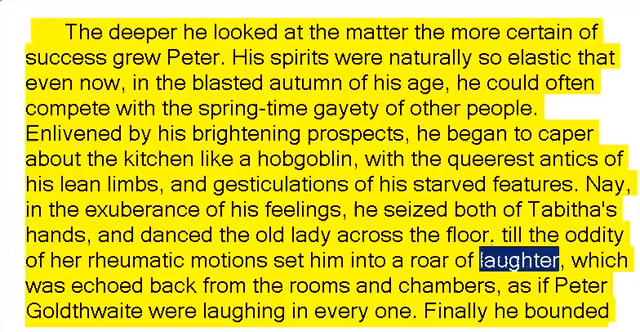 The deeper he looked at the matter the more certain of
success grew Peter. His spirits were naturally so elastic that
even now, in the blasted autumn of his age, he could often
compete with the spring-time gayety of other people.
Enlivened by his brightening prospects, he began to caper
about the kitchen like a hobgoblin, with the queerest antics of
his lean limbs, and gesticulations of his starved features. Nay,
in the exuberance of his feelings, he seized both of Tabitha's
hands, and danced the old lady across the floor, till the oddity
of her rheumatic motions set him into a roar of laughter, which
was echoed back from the rooms and chambers, as if Peter
Goldthwaite were laughing in every one. Finally he bounded